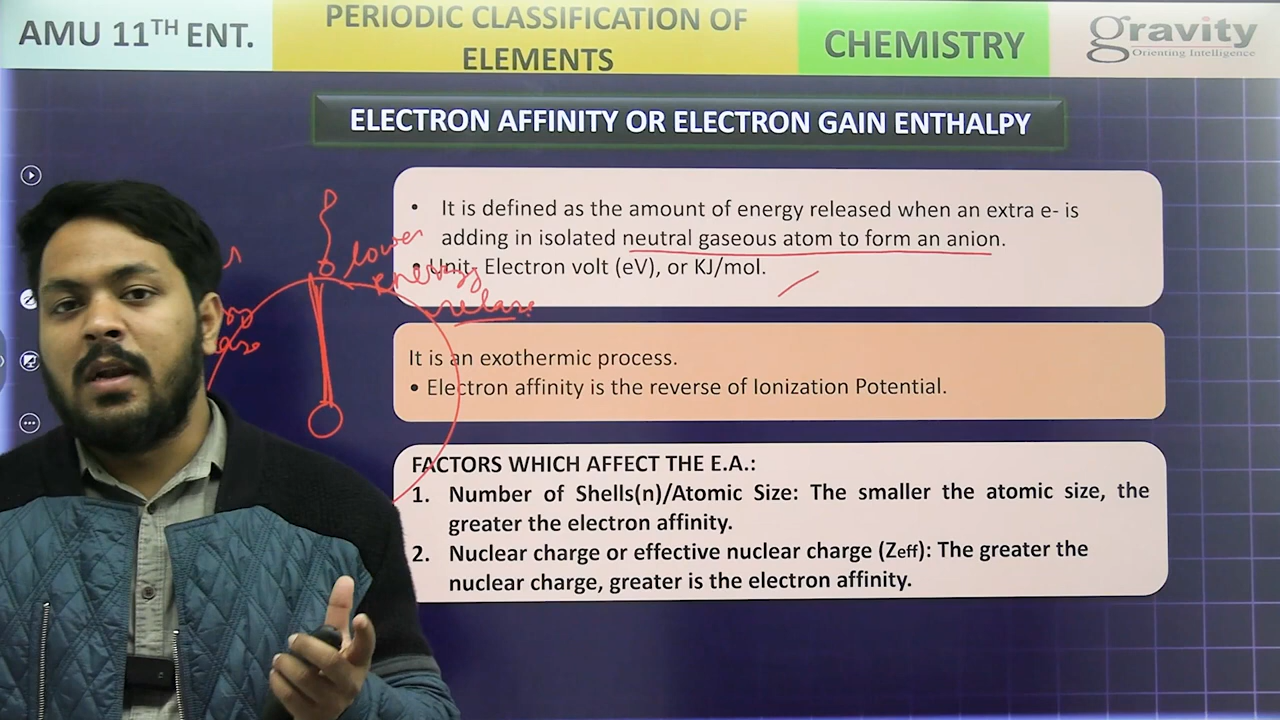 AMU 11TH ENT.
PERIODIC CLASSIFICATION OF
ELEMENTS
CHEMISTRY
gravity
Orienting Intelligence
ELECTRON AFFINITY OR ELECTRON GAIN ENTHALPY
• It is defined as the amount of energy released when an extra e- is
adding in isolated neutral gaseous atom to form an anion.
• Unit- Electron volt (eV), or KJ/mol.
lower
energy
It is an exothermic process.
• Electron affinity is the reverse of Ionization Potential.
FACTORS WHICH AFFECT THE E.A.:
1. Number of Shells(n)/Atomic Size: The smaller the atomic size, the
greater the electron affinity.
2. Nuclear charge or effective nuclear charge (Zeff): The greater the
nuclear charge, greater is the electron affinity.